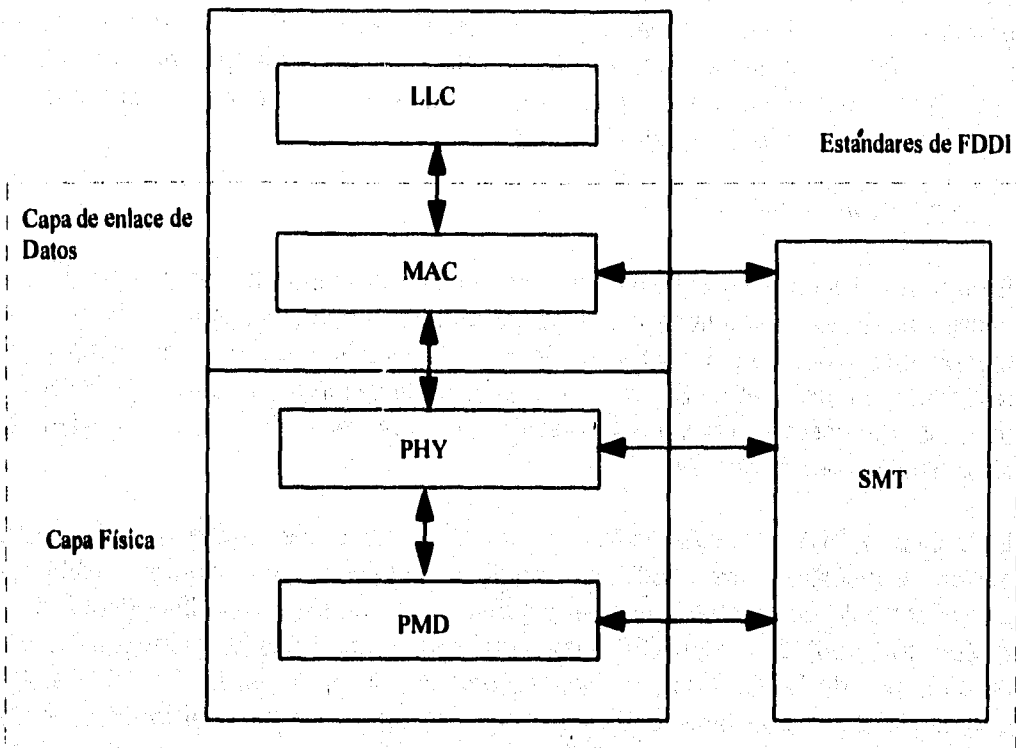 LLC
Estándares de FDDI
Capa de enlace de
Datos
MAC
PHY
SMT
Capa Física
PMD